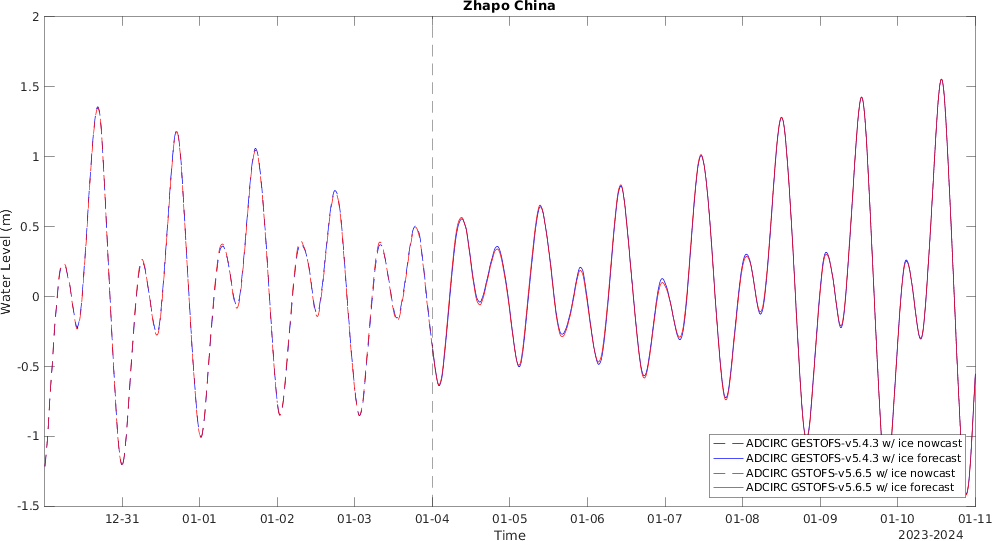 Zhapo China
2
1.5
1
0.5
0
-0.5
-1
-1.5
Water Level (m)
ADCIRC GESTOFS-v5.4.3 w/ ice nowcast
ADCIRC GESTOFS-v5.4.3 w/ ice forecast
ADCIRC GSTOFS-v5.6.5 w/ ice nowcast
ADCIRC GSTOFS-v5.6.5 w/ ice forecast
12-31 01-01 01-02 01-03 01-04 01-05 01-06 01-07 01-08 01-09 01-10 01-11
Time
2023-2024